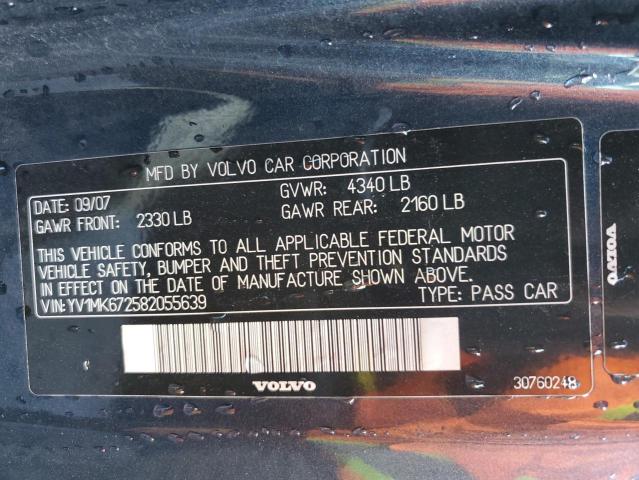 MFD BY VOLVO CAR CORPORATION
DATE: 09/07 GVWR: 4340 LB
GAWR FRONT: 2330 LB GAWR REAR: 2160 LB
THIS VEHICLE CONFORMS TO ALL APPLICABLE FEDERAL MOTOR
VEHICLE SAFETY, BUMPER AND THEFT PREVENTION STANDARDS
IN EFFECT ON THE DATE OF MANUFACTURE SHOWN ABOVE.
VIN:YV1MK672582055639 TYPE: PASS CAR
VOLVO 30760248
VOLVO